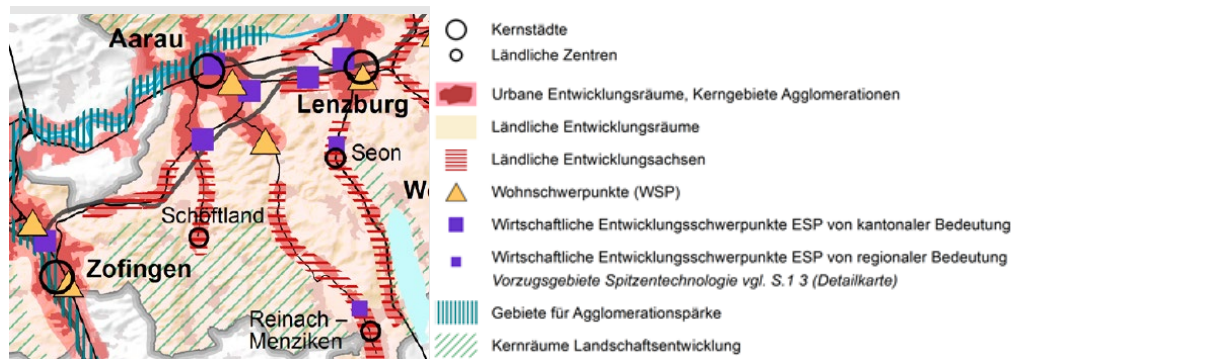 Aarau
Lenzburg
Seon
Schöftland
Zofingen
Reinach –
Menziken
Kernstädte
Ländliche Zentren
Urbane Entwicklungsräume, Kerngebiete Agglomerationen
Ländliche Entwicklungsräume
Ländliche Entwicklungsachsen
Wohnschwerpunkte (WSP)
Wirtschaftliche Entwicklungsschwerpunkte ESP von kantonaler Bedeutung
Wirtschaftliche Entwicklungsschwerpunkte ESP von regionaler Bedeutung
Vorzugsgebiete Spitzentechnologie vgl. S.1 3 (Detailkarte)
Gebiete für Agglomerationspärke
Kernräume Landschaftsentwicklung